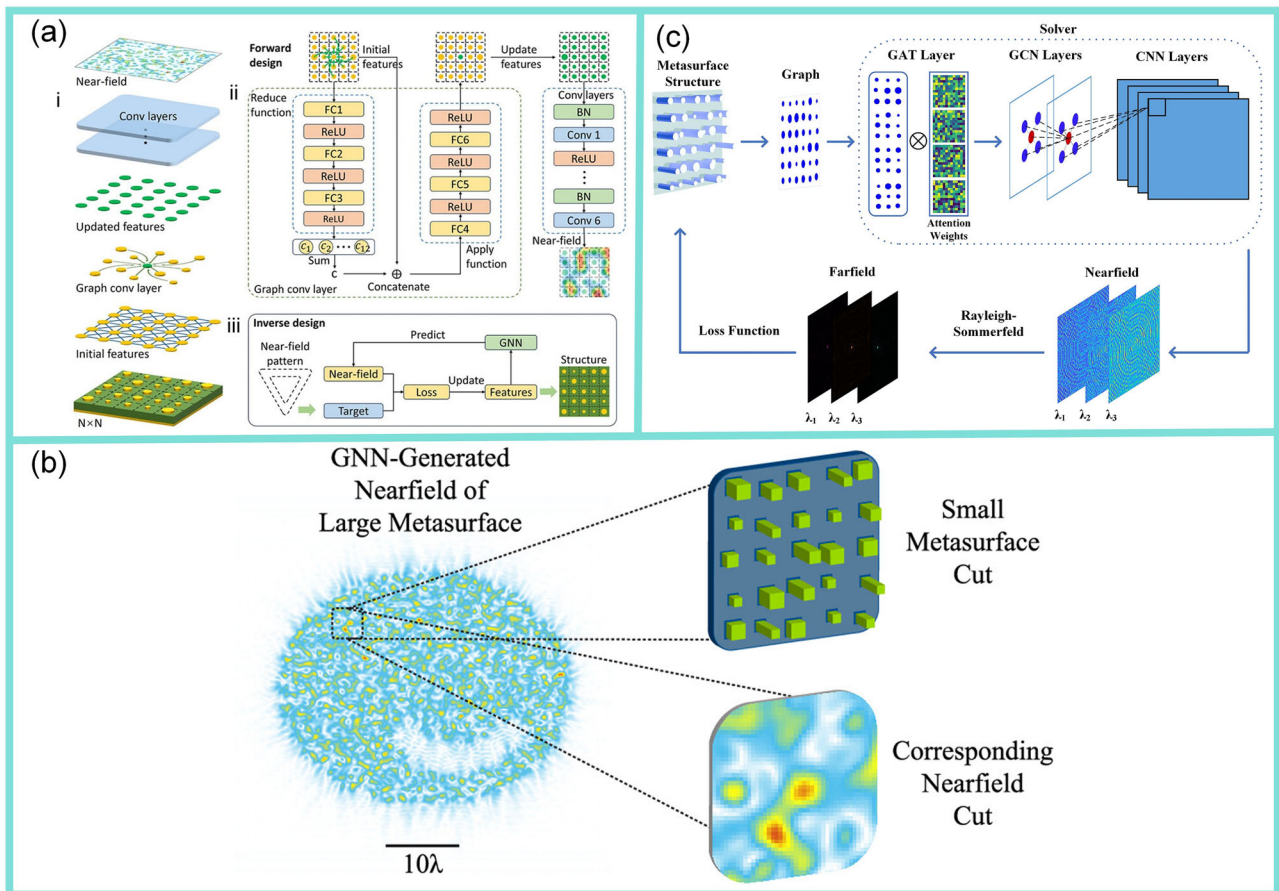 (a)
Near-field
i
Conv layers
Updated features
Graph conv layer
Initial features
N×N
ii
Forward
design
Initial
features
Update
features
Reduce
function
FC1
ReLU
FC2
ReLU
FC3
ReLU
c1 c2 ··· c12
Sum
C
Concatenate
Graph conv layer
ReLU
FC6
ReLU
FC5
ReLU
FC4
Apply
function
Conv layers
BN
Conv 1
ReLU
BN
Conv 6
Near-field
iii
Inverse design
Near-field
pattern
Predict
GNN
Structure
Near-field
Target
Loss
Update
Features
(c)
Solver
Metasurface
Structure
Graph
GAT Layer
GCN Layers
CNN Layers
Attention
Weights
Farfield
Nearfield
Loss Function
Rayleigh-
Sommerfeld
λ1 λ2 λ3
λ1 λ2 λ3
(b)
GNN-Generated
Nearfield of
Large Metasurface
10λ
Small
Metasurface
Cut
Corresponding
Nearfield
Cut